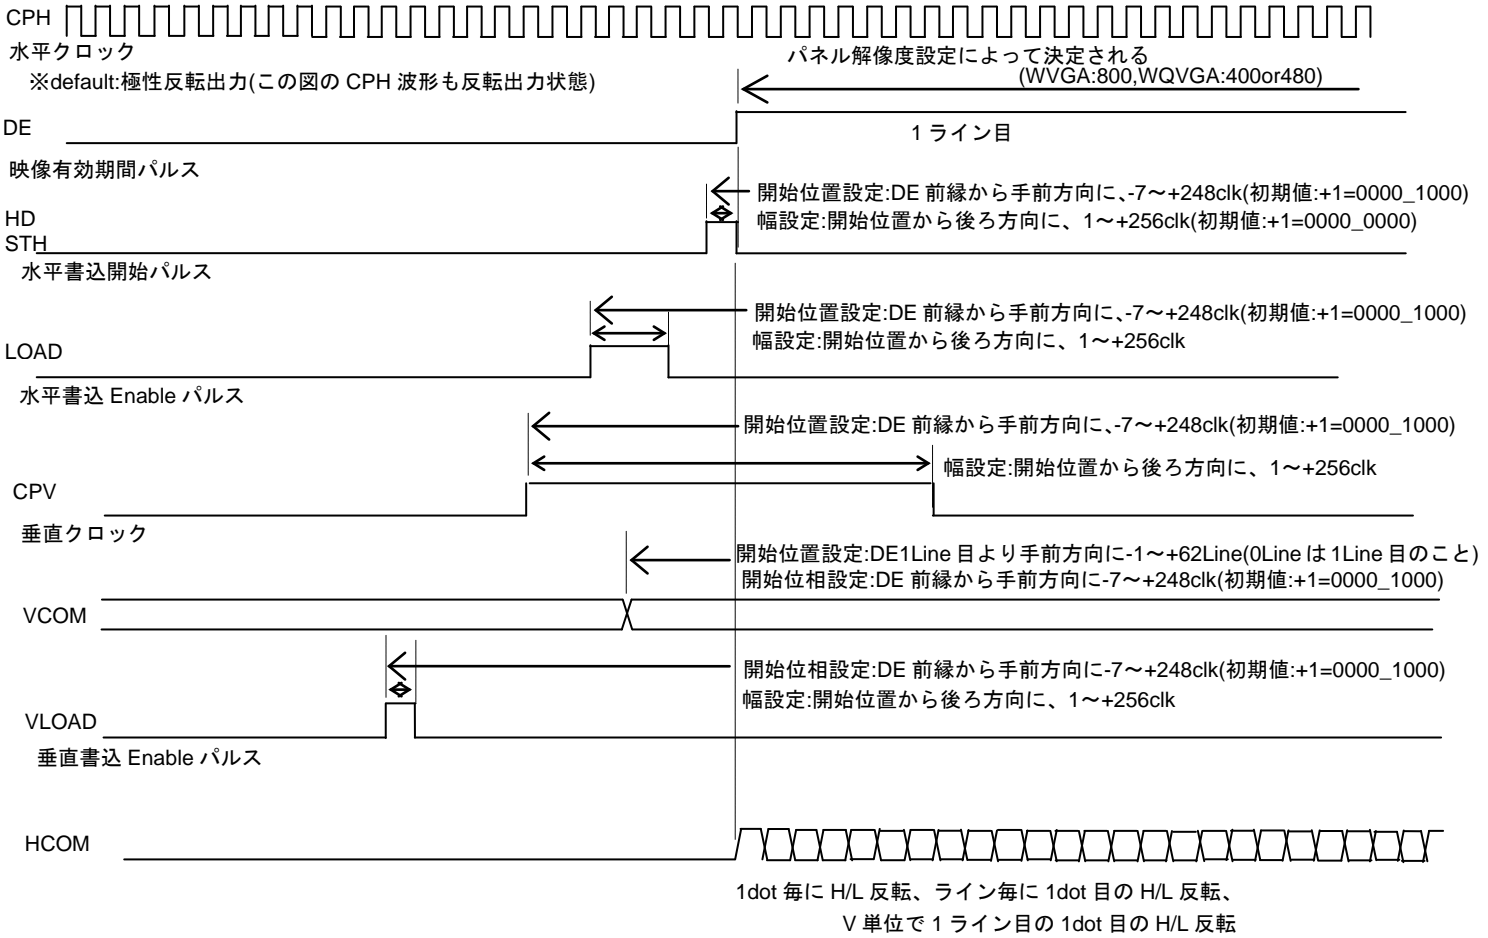 CPH
水平クロック
※default:極性反転出力(この図の CPH 波形も反転出力状態)
パネル解像度設定によって決定される
(WVGA:800,WQVGA:400or480)
DE
1 ライン目
映像有効期間パルス
開始位置設定:DE 前縁から手前方向に、-7～+248clk(初期値:+1=0000_1000)
HD
幅設定:開始位置から後ろ方向に、1～+256clk(初期値:+1=0000_0000)
STH
水平書込開始パルス
開始位置設定:DE 前縁から手前方向に、-7～+248clk(初期値:+1=0000_1000)
幅設定:開始位置から後ろ方向に、1～+256clk
LOAD
水平書込 Enable パルス
開始位置設定:DE 前縁から手前方向に、-7～+248clk(初期値:+1=0000_1000)
幅設定:開始位置から後ろ方向に、1～+256clk
CPV
垂直クロック
開始位置設定:DE1Line 目より手前方向に-1～+62Line(0Line は 1Line 目のこと)
開始位相設定:DE 前縁から手前方向に-7～+248clk(初期値:+1=0000_1000)
VCOM
開始位相設定:DE 前縁から手前方向に-7～+248clk(初期値:+1=0000_1000)
幅設定:開始位置から後ろ方向に、1～+256clk
VLOAD
垂直書込 Enable パルス
HCOM
1dot 毎に H/L 反転、ライン毎に 1dot 目の H/L 反転、
V 単位で 1 ライン目の 1dot 目の H/L 反転